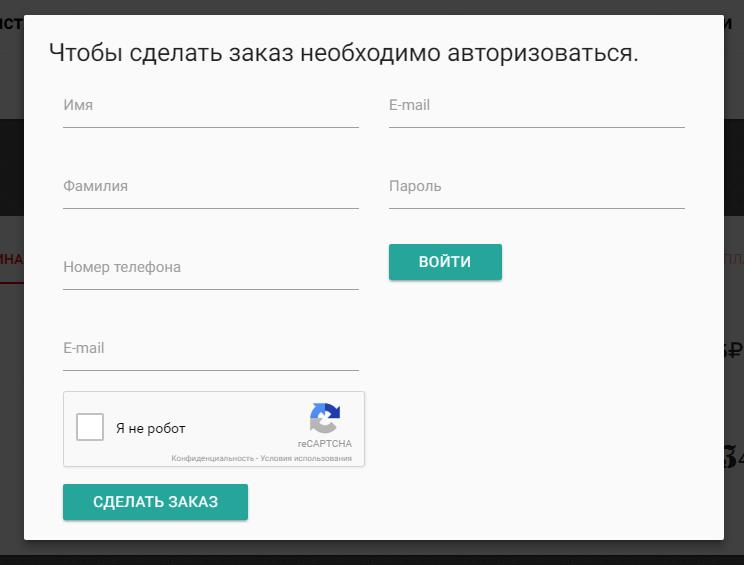 Чтобы сделать заказ необходимо авторизоваться.
Имя
Фамилия
Номер телефона
E-mail
Я не робот
reCAPTCHA
Конфиденциальность - Условия использования
СДЕЛАТЬ ЗАКАЗ
E-mail
Пароль
ВОЙТИ